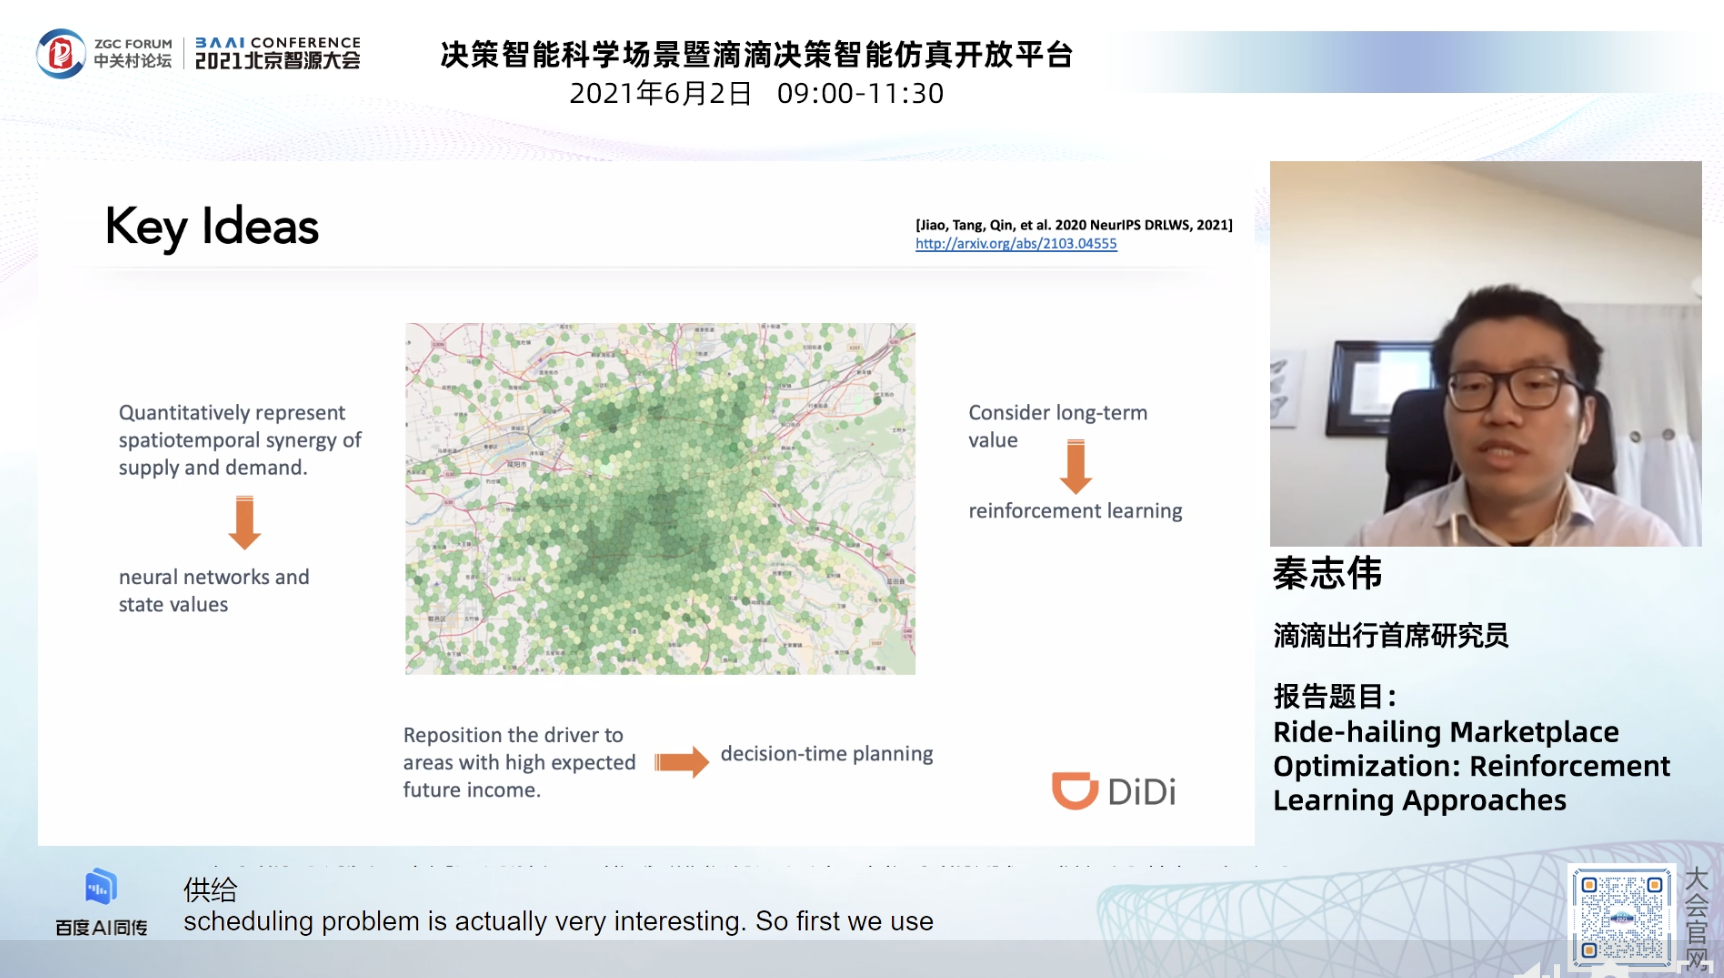 ZGC FORUM
中关村论坛
BAAI CONFERENCE
2021北京智源大会
决策智能科学场景暨滴滴决策智能仿真开放平台
2021年6月2日 09:00-11:30
Key Ideas
[Jiao, Tang, Qin, et al. 2020 NeurIPS DRLWS, 2021]
http://arxiv.org/abs/2103.04555
Quantitatively represent
spatiotemporal synergy of
supply and demand.
neural networks and
state values
Consider long-term
value
reinforcement learning
Reposition the driver to
areas with high expected
future income.
decision-time planning
DiDi
秦志伟
滴滴出行首席研究员
报告题目：
Ride-hailing Marketplace
Optimization: Reinforcement
Learning Approaches
百度AI同传
供给
scheduling problem is actually very interesting. So first we use
大会官网